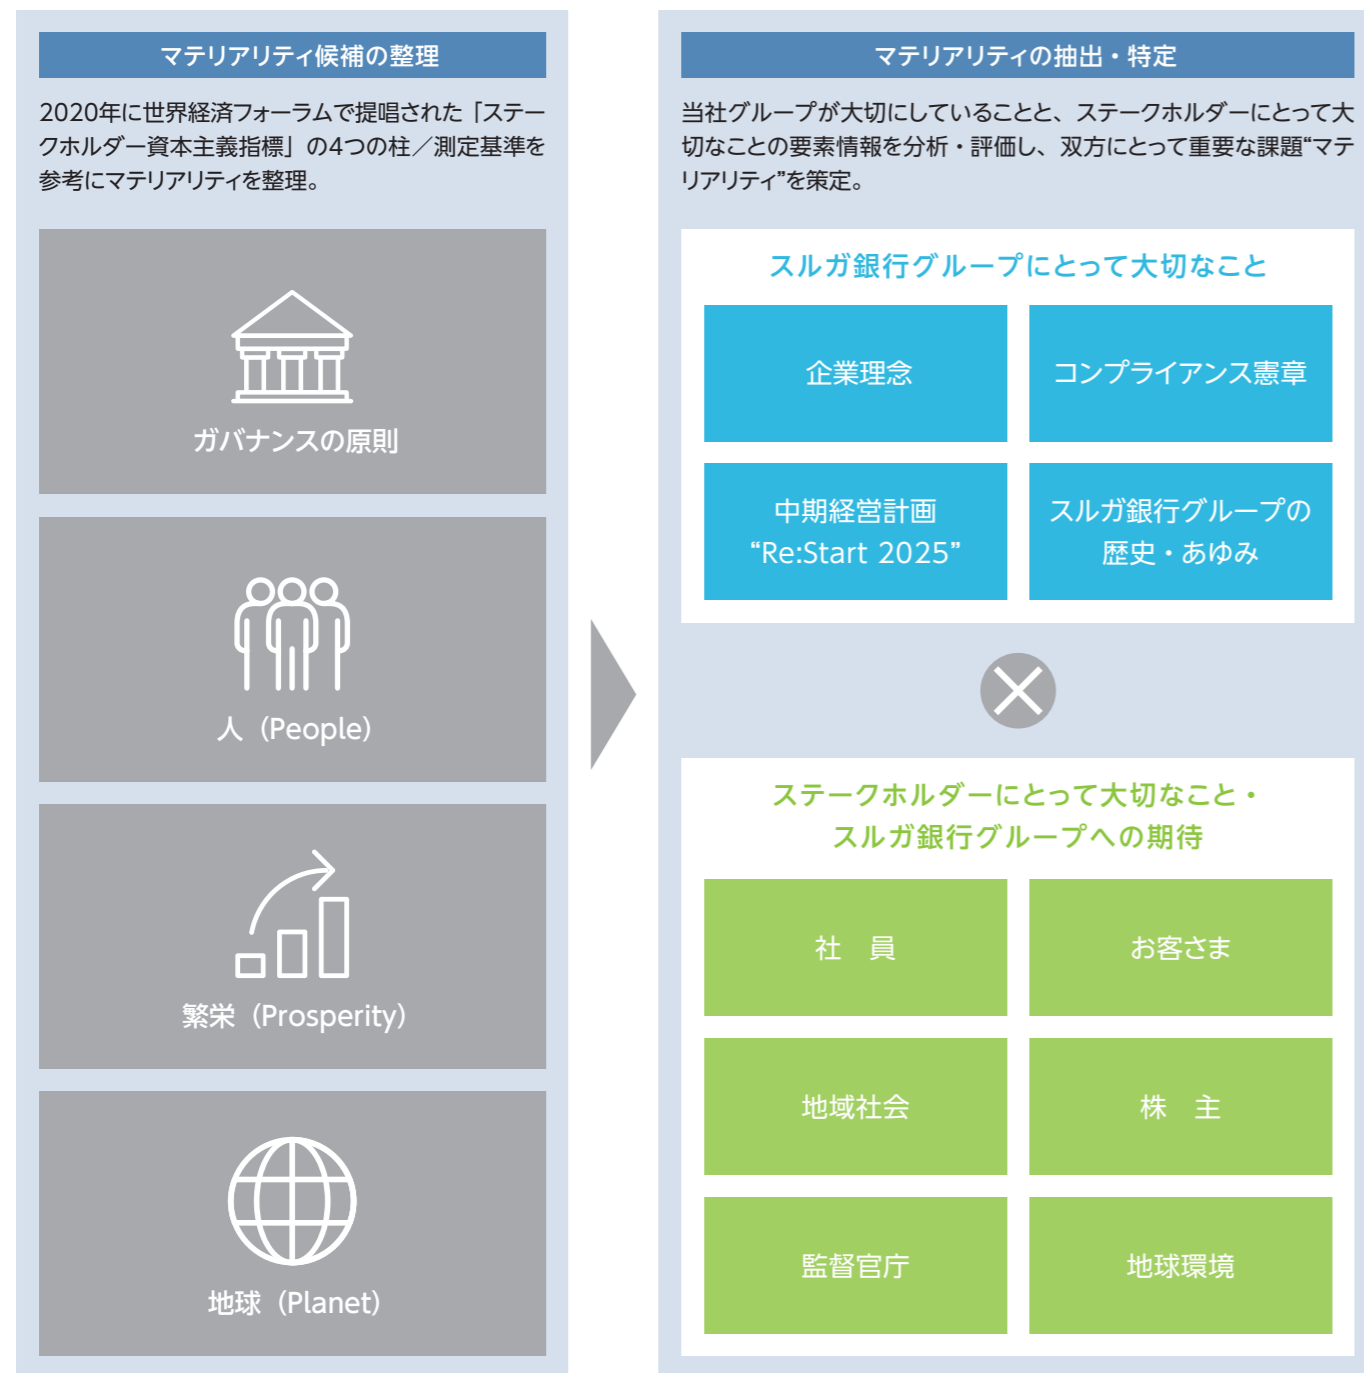 マテリアリティ候補の整理
2020年に世界経済フォーラムで提唱された「ステー
クホルダー資本主義指標」の4つの柱／測定基準を
参考にマテリアリティを整理。
ガバナンスの原則
人（People）
繁栄（Prosperity）
地球（Planet）
マテリアリティの抽出・特定
当社グループが大切にしていることと、ステークホルダーにとって大
切なことの要素情報を分析・評価し、双方にとって重要な課題“マテ
リアリティ”を策定。
スルガ銀行グループにとって大切なこと
企業理念
コンプライアンス憲章
中期経営計画
“Re:Start 2025”
スルガ銀行グループの
歴史・あゆみ
ステークホルダーにとって大切なこと・
スルガ銀行グループへの期待
社　員
お客さま
地域社会
株　主
監督官庁
地球環境